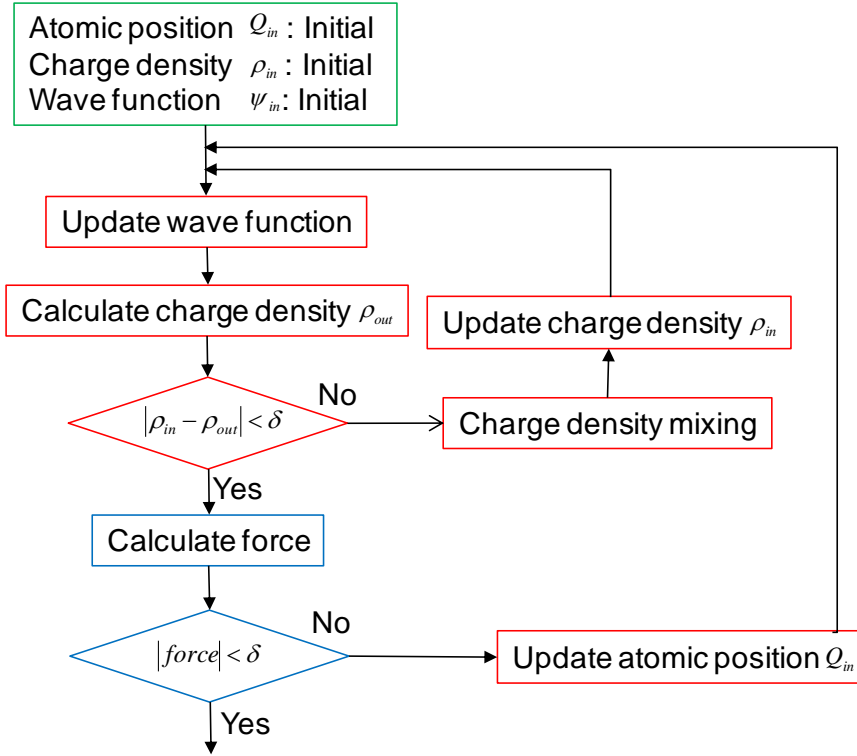 Atomic position Q_in : Initial
Charge density ρ_in : Initial
Wave function ψ_in : Initial
Update wave function
Calculate charge density ρ_out
Update charge density ρ_in
No
|ρ_in − ρ_out| < δ
Charge density mixing
Yes
Calculate force
No
|force| < δ
Update atomic position Q_in
Yes